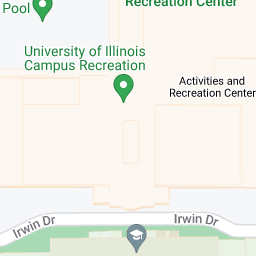 Recreation Center
Pool
University of Illinois
Campus Recreation
Activities and
Recreation Center
Irwin Dr
Irwin Dr